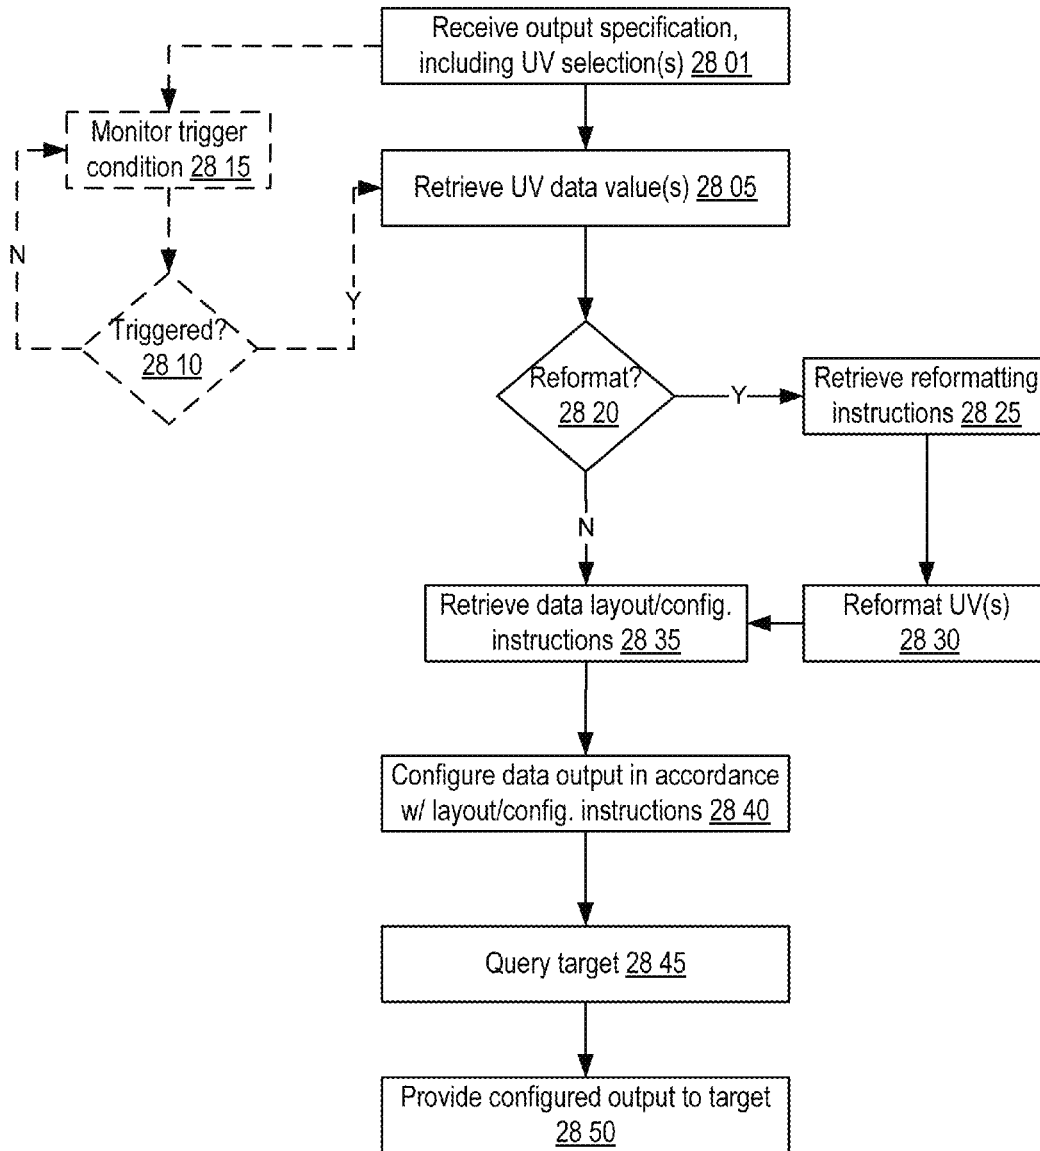 Receive output specification,
including UV selection(s) 28 01
Monitor trigger
condition 28 15
Retrieve UV data value(s) 28 05
N
Y
Triggered?
28 10
Reformat?
28 20
Y
Retrieve reformatting
instructions 28 25
N
Retrieve data layout/config.
instructions 28 35
Reformat UV(s)
28 30
Configure data output in accordance
w/ layout/config. instructions 28 40
Query target 28 45
Provide configured output to target
28 50